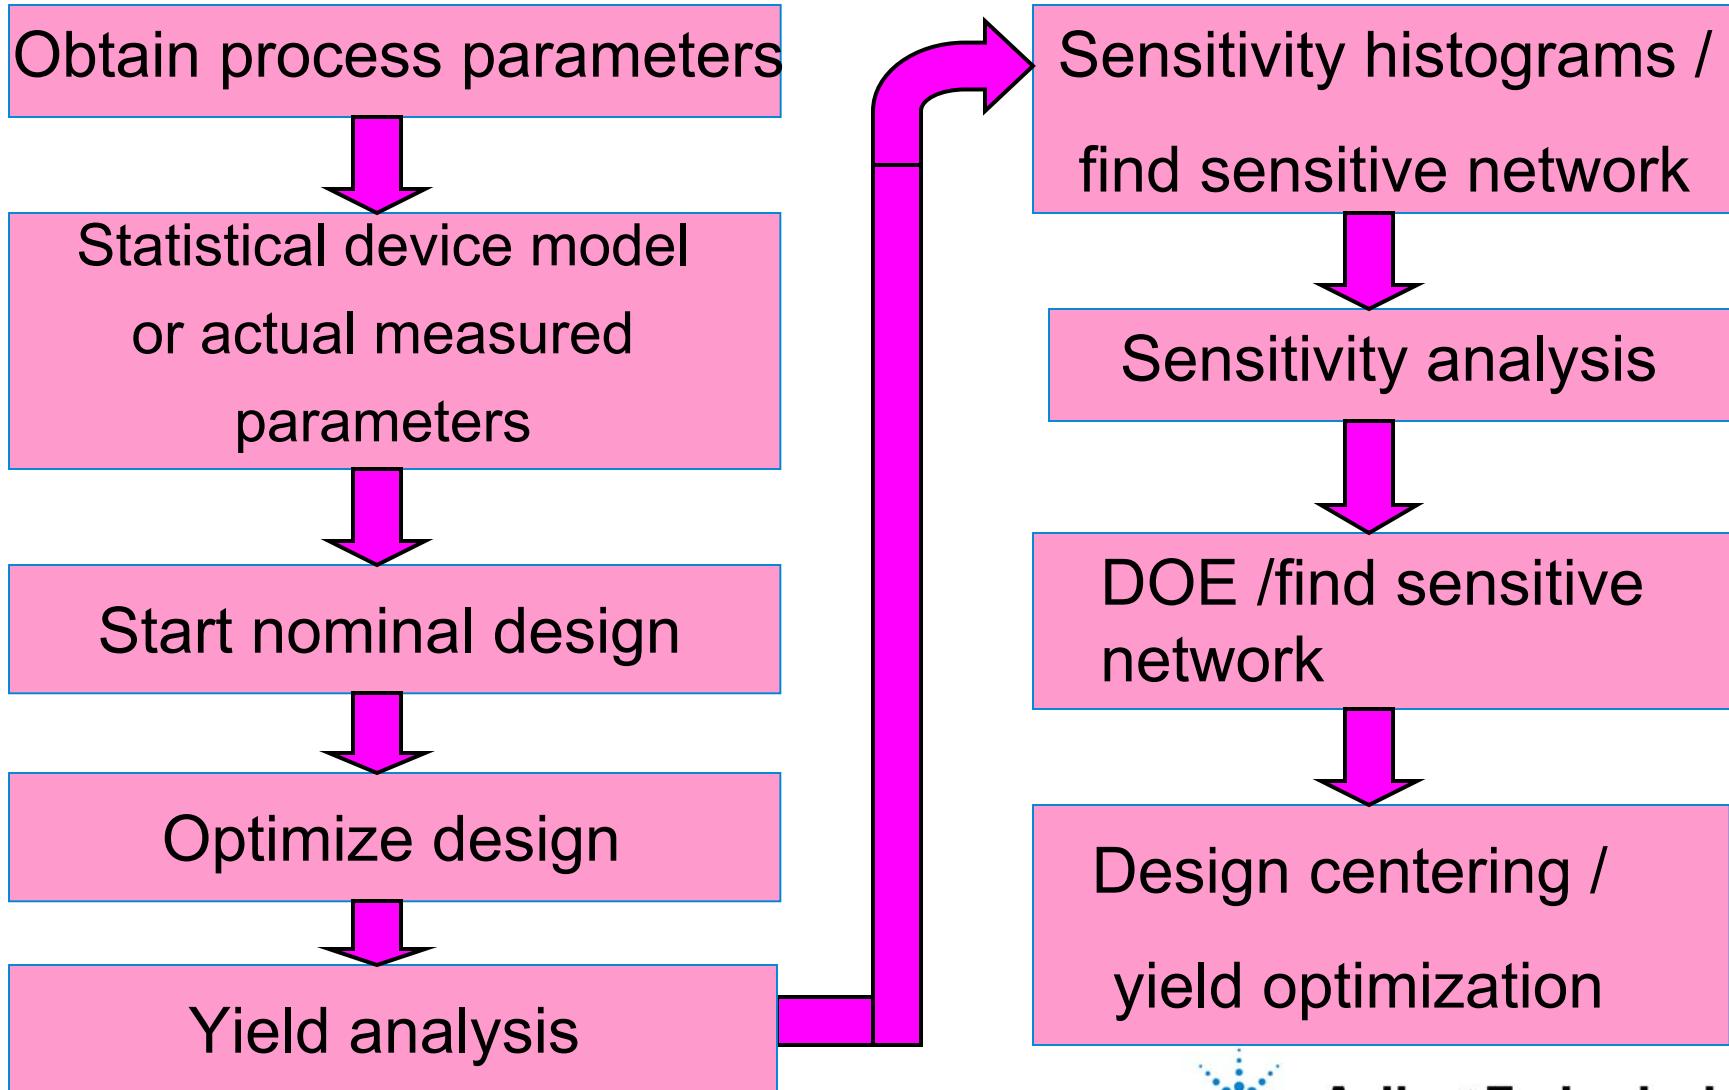 Obtain process parameters
Statistical device model
or actual measured
parameters
Start nominal design
Optimize design
Yield analysis
Sensitivity histograms /
find sensitive network
Sensitivity analysis
DOE /find sensitive
network
Design centering /
yield optimization